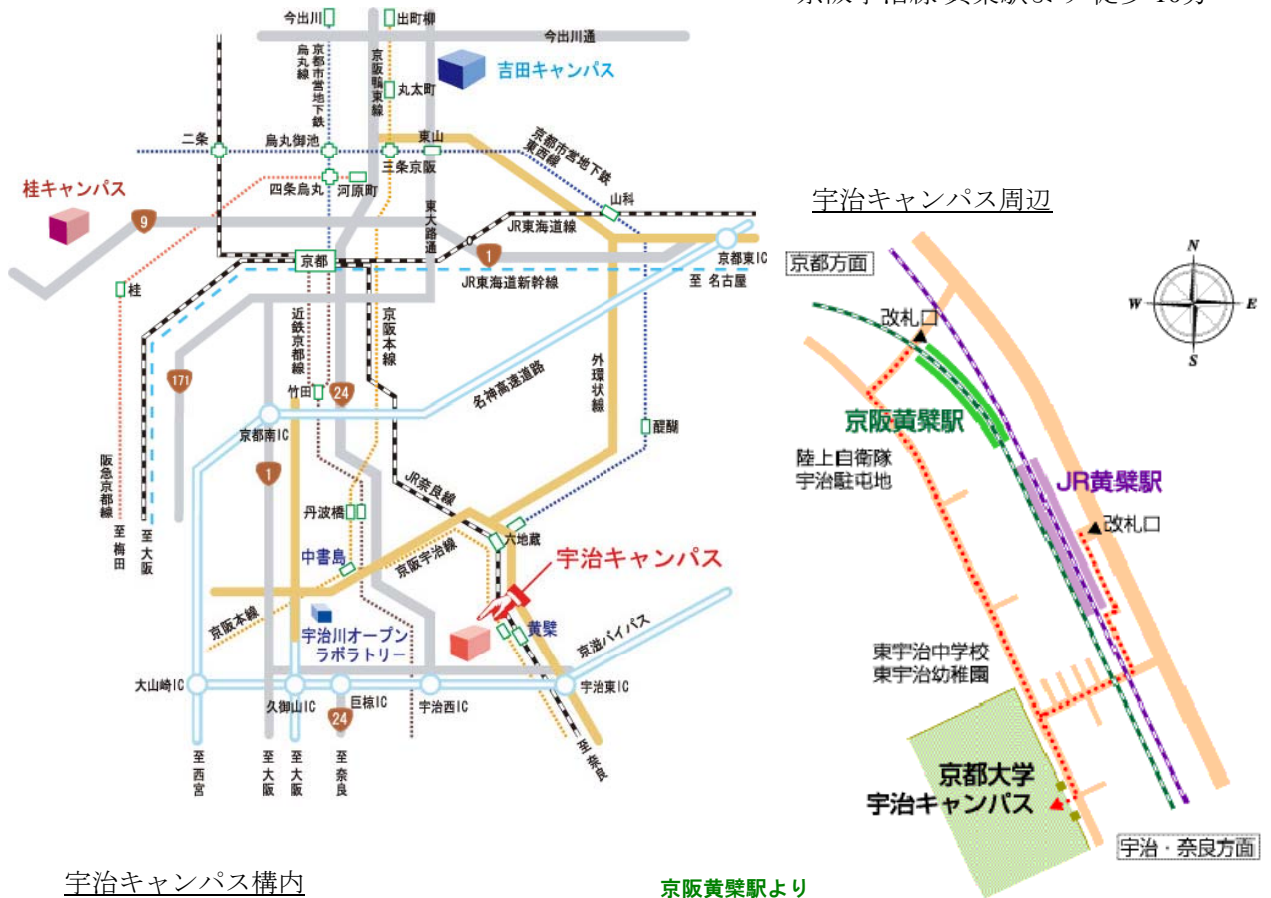 京阪宇治線 黄檗駅より 徒歩 10分
今出川
出町柳
今出川通
烏丸線
京都市営地下鉄
京阪鴨東線
吉田キャンパス
丸太町
二条
烏丸御池
東山
三条京阪
京都市営地下鉄
東西線
四条烏丸
河原町
桂キャンパス
9
東大路通
山科
JR東海道線
1
京都東IC
京都
JR東海道新幹線
至 名古屋
桂
近鉄京都線
京阪本線
外環状線
171
竹田
24
名神高速道路
京都南IC
醍醐
1
阪急京都線
JR奈良線
至梅田
至大阪
丹波橋
六地蔵
中書島
京阪宇治線
宇治キャンパス
京阪本線
宇治川オープン
ラボラトリー
黄檗
京滋バイパス
大山崎IC
久御山IC
巨椋IC
宇治西IC
宇治東IC
24
至西宮
至大阪
至大阪
至奈良
至奈良
宇治キャンパス周辺
京都方面
N
W
E
S
改札口
京阪黄檗駅
陸上自衛隊
宇治駐屯地
JR黄檗駅
改札口
東宇治中学校
東宇治幼稚園
京都大学
宇治キャンパス
宇治・奈良方面
宇治キャンパス構内
京阪黄檗駅より